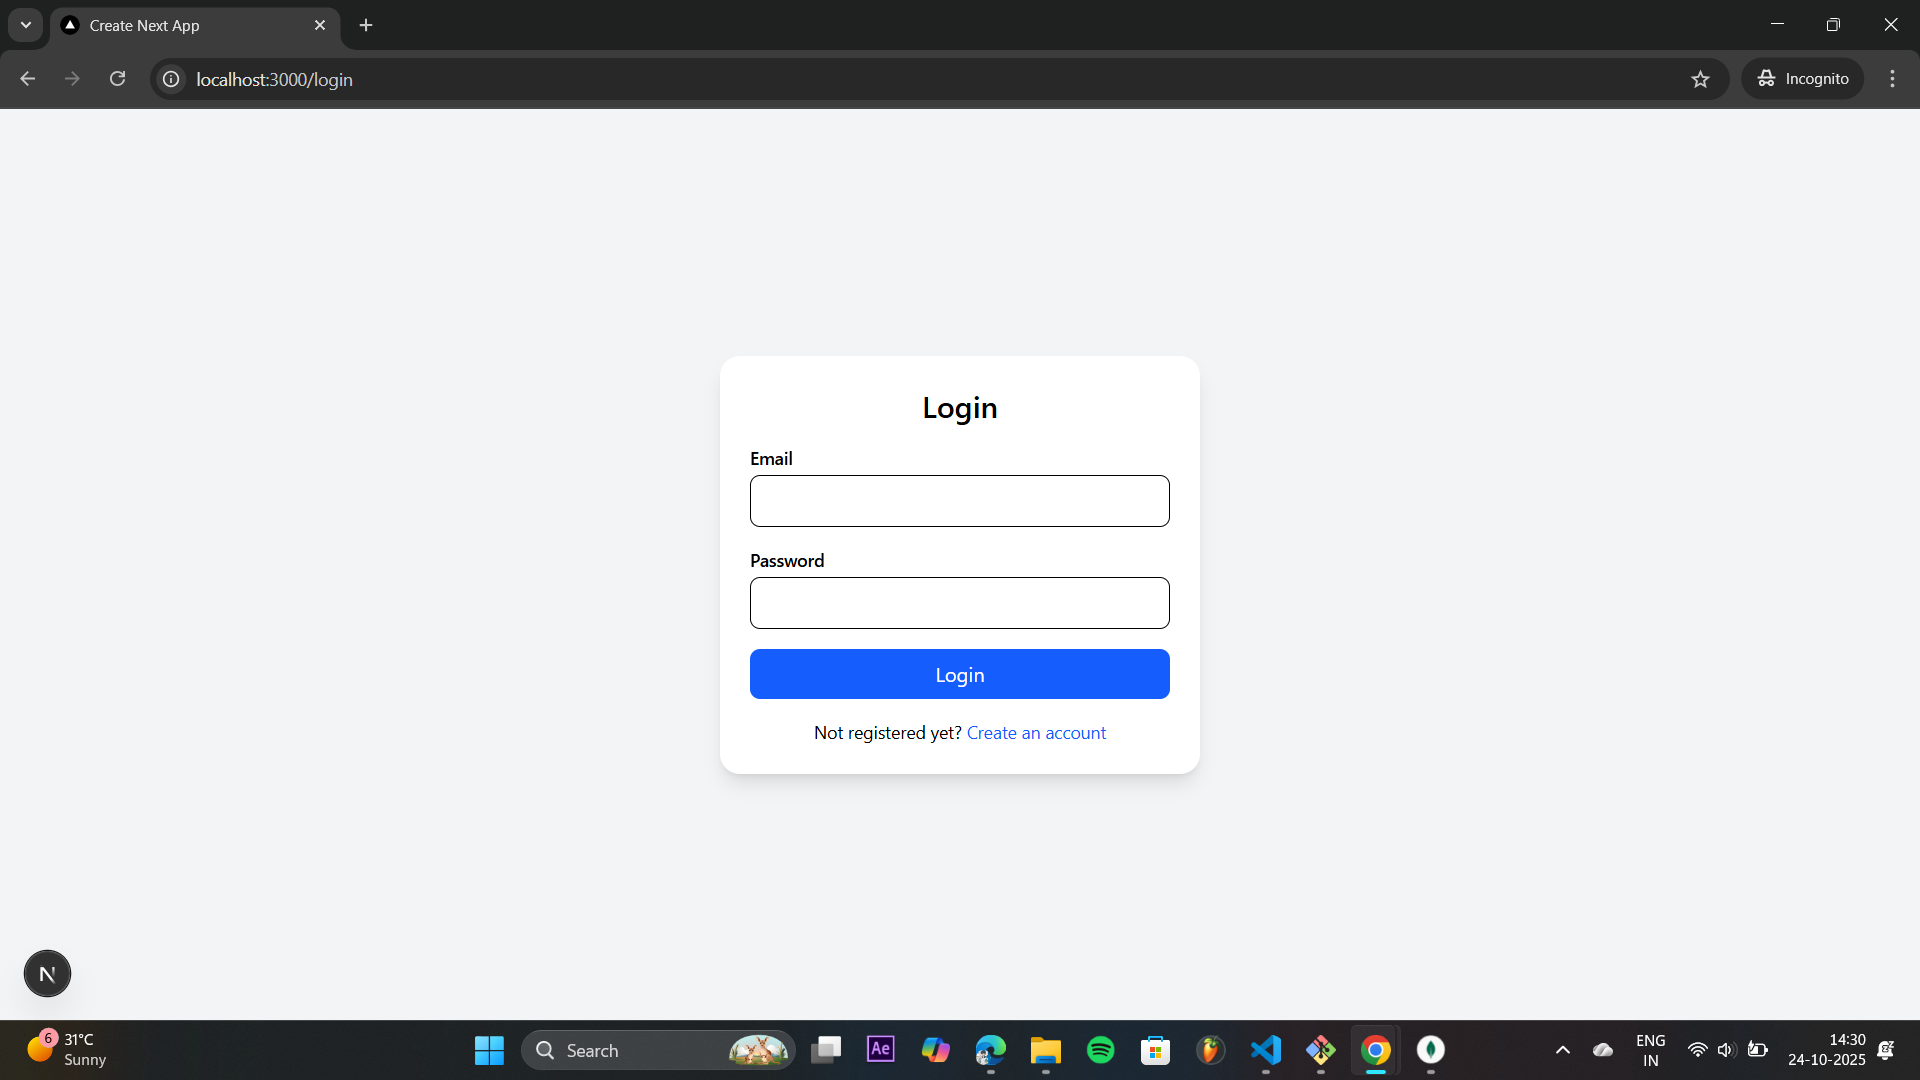 Create Next App
localhost:3000/login
Incognito
Login
Email
Password
Login
Not registered yet? Create an account
N
6
31°C
Sunny
Search
Ae
ENG
IN
14:30
24-10-2025